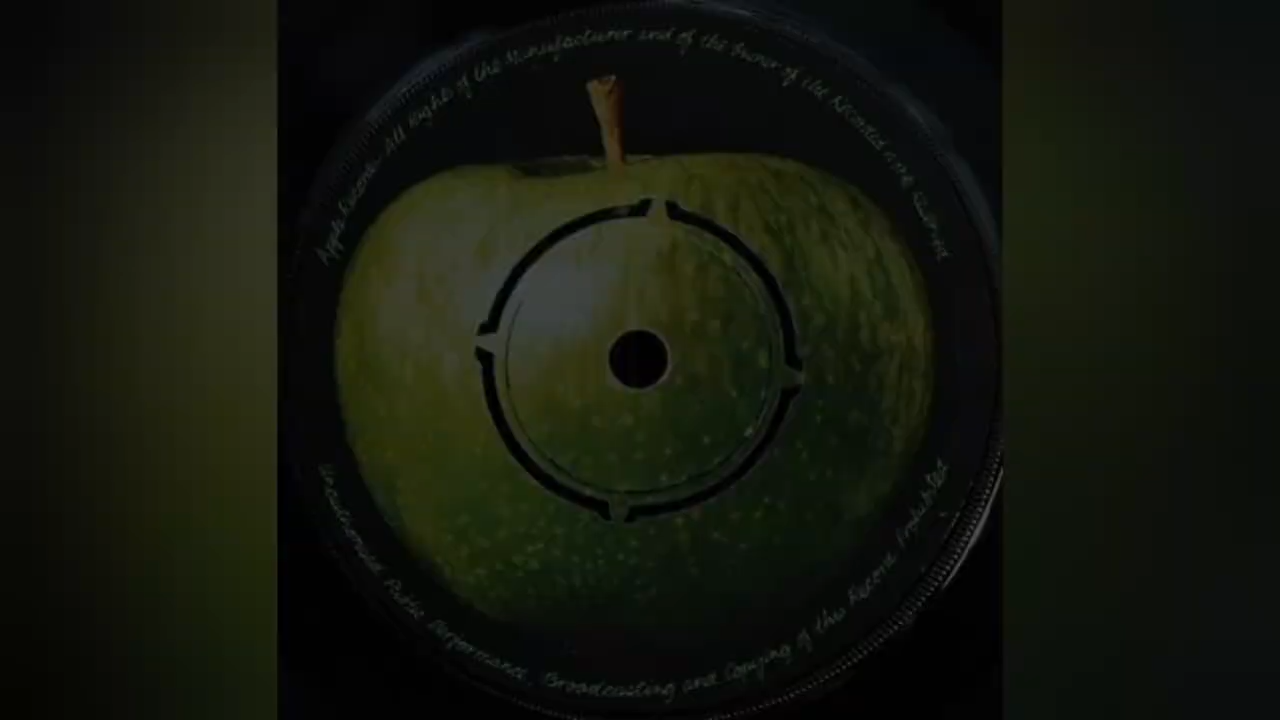 Apple Records. All Rights of the Manufacturer and of the Owner of the Recorded Work Reserved
Unauthorised Public Performance, Broadcasting and Copying of this Record Prohibited